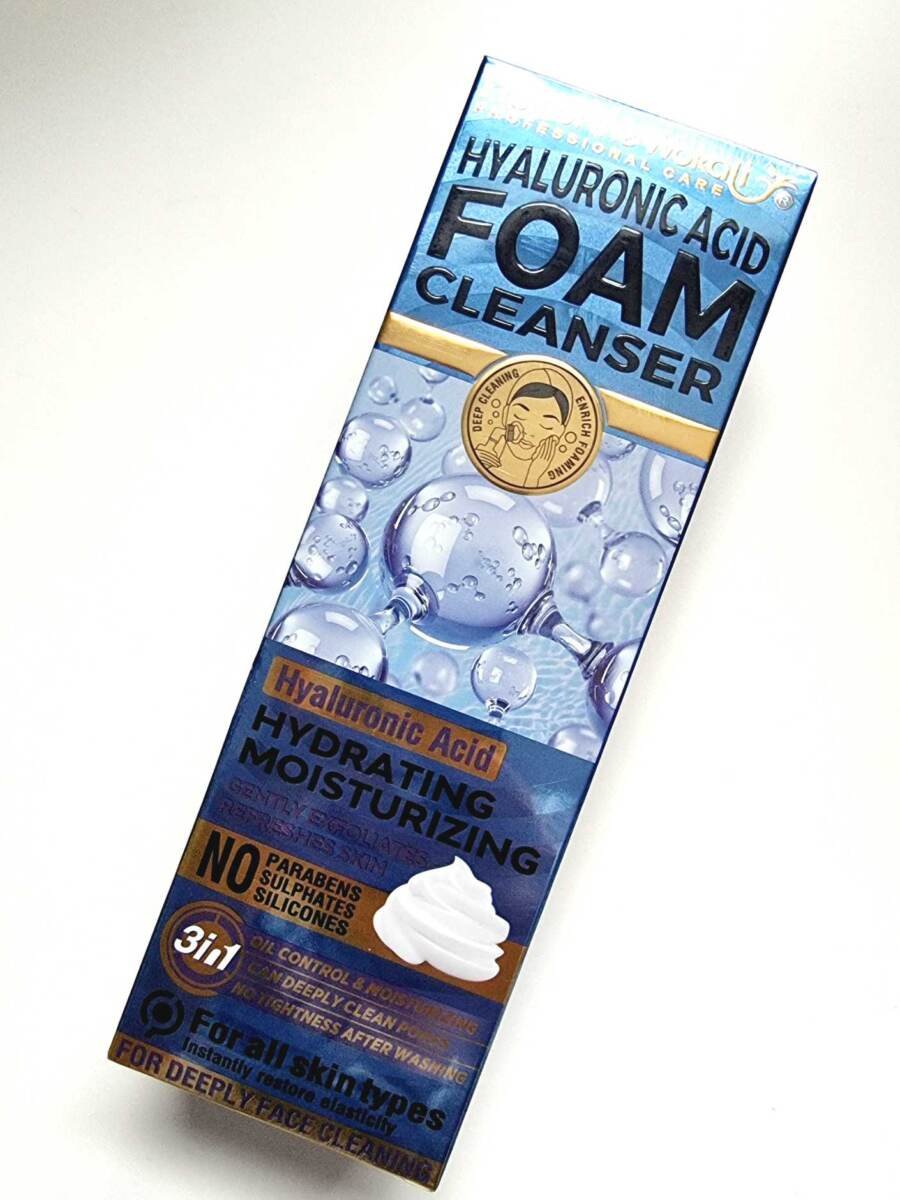 PROFESSIONAL CARE
®
HYALURONIC ACID
FOAM
CLEANSER
DEEP CLEANING
ENRICH FOAMING
Hyaluronic Acid
HYDRATING
MOISTURIZING
GENTLY EXFOLIATES
REFRESHES SKIN
NO
PARABENS
SULPHATES
SILICONES
3in1
OIL CONTROL & MOISTURIZING
CAN DEEPLY CLEAN PORES
NO TIGHTNESS AFTER WASHING
For all skin types
Instantly restore elasticity
FOR DEEPLY FACE CLEANING